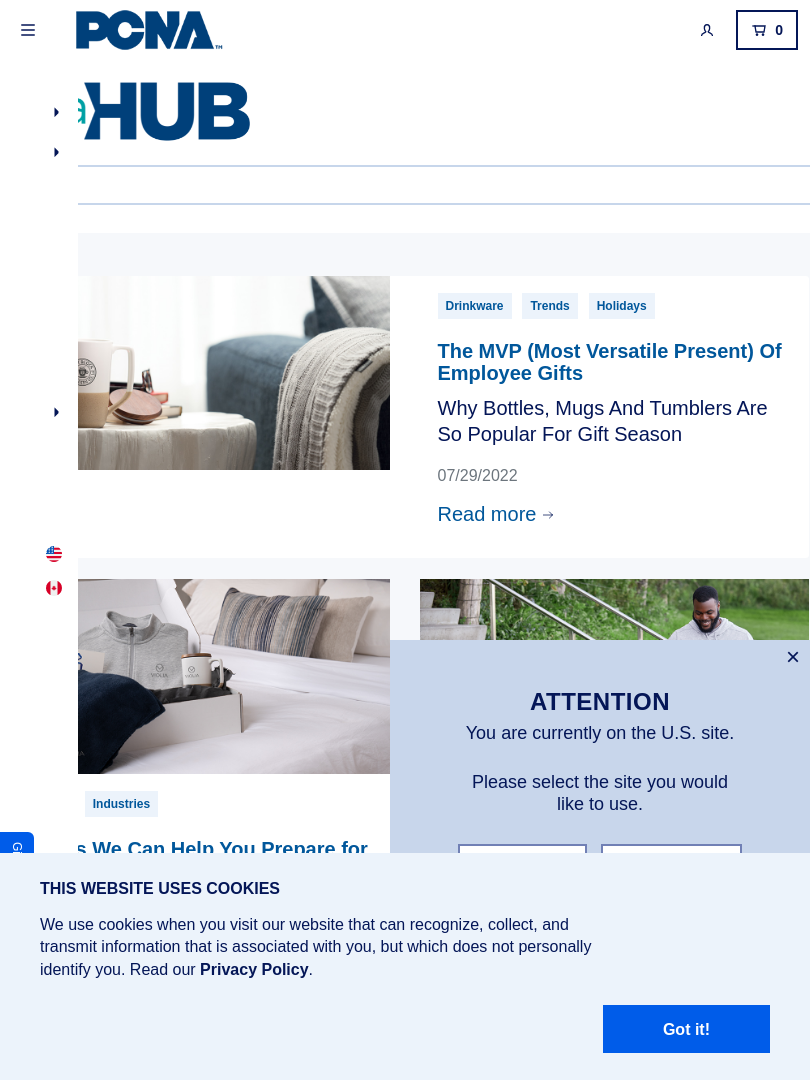 PCNA™
0
HUB
Drinkware Trends Holidays
The MVP (Most Versatile Present) Of
Employee Gifts
Why Bottles, Mugs And Tumblers Are
So Popular For Gift Season
07/29/2022
Read more
ATTENTION
You are currently on the U.S. site.
Please select the site you would
like to use.
Industries
We Can Help You Prepare for
THIS WEBSITE USES COOKIES
We use cookies when you visit our website that can recognize, collect, and
transmit information that is associated with you, but which does not personally
identify you. Read our Privacy Policy.
Got it!